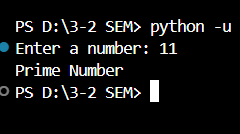 PS D:\3-2 SEM> python -u
Enter a number: 11
Prime Number
PS D:\3-2 SEM>